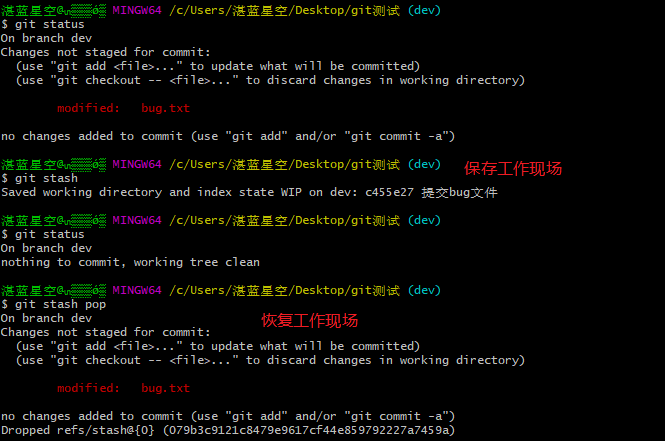 湛蓝星空@ MINGW64 /c/Users/湛蓝星空/Desktop/git测试 (dev)
$ git status
On branch dev
Changes not staged for commit:
(use "git add <file>..." to update what will be committed)
(use "git checkout -- <file>..." to discard changes in working directory)
modified: bug.txt
no changes added to commit (use "git add" and/or "git commit -a")
湛蓝星空@ MINGW64 /c/Users/湛蓝星空/Desktop/git测试 (dev)
保存工作现场
$ git stash
Saved working directory and index state WIP on dev: c455e27 提交bug文件
湛蓝星空@ MINGW64 /c/Users/湛蓝星空/Desktop/git测试 (dev)
$ git status
On branch dev
nothing to commit, working tree clean
湛蓝星空@ MINGW64 /c/Users/湛蓝星空/Desktop/git测试 (dev)
$ git stash pop
On branch dev
恢复工作现场
Changes not staged for commit:
(use "git add <file>..." to update what will be committed)
(use "git checkout -- <file>..." to discard changes in working directory)
modified: bug.txt
no changes added to commit (use "git add" and/or "git commit -a")
Dropped refs/stash@{0} (079b3c9121c8479e9617cf44e859792227a7459a)